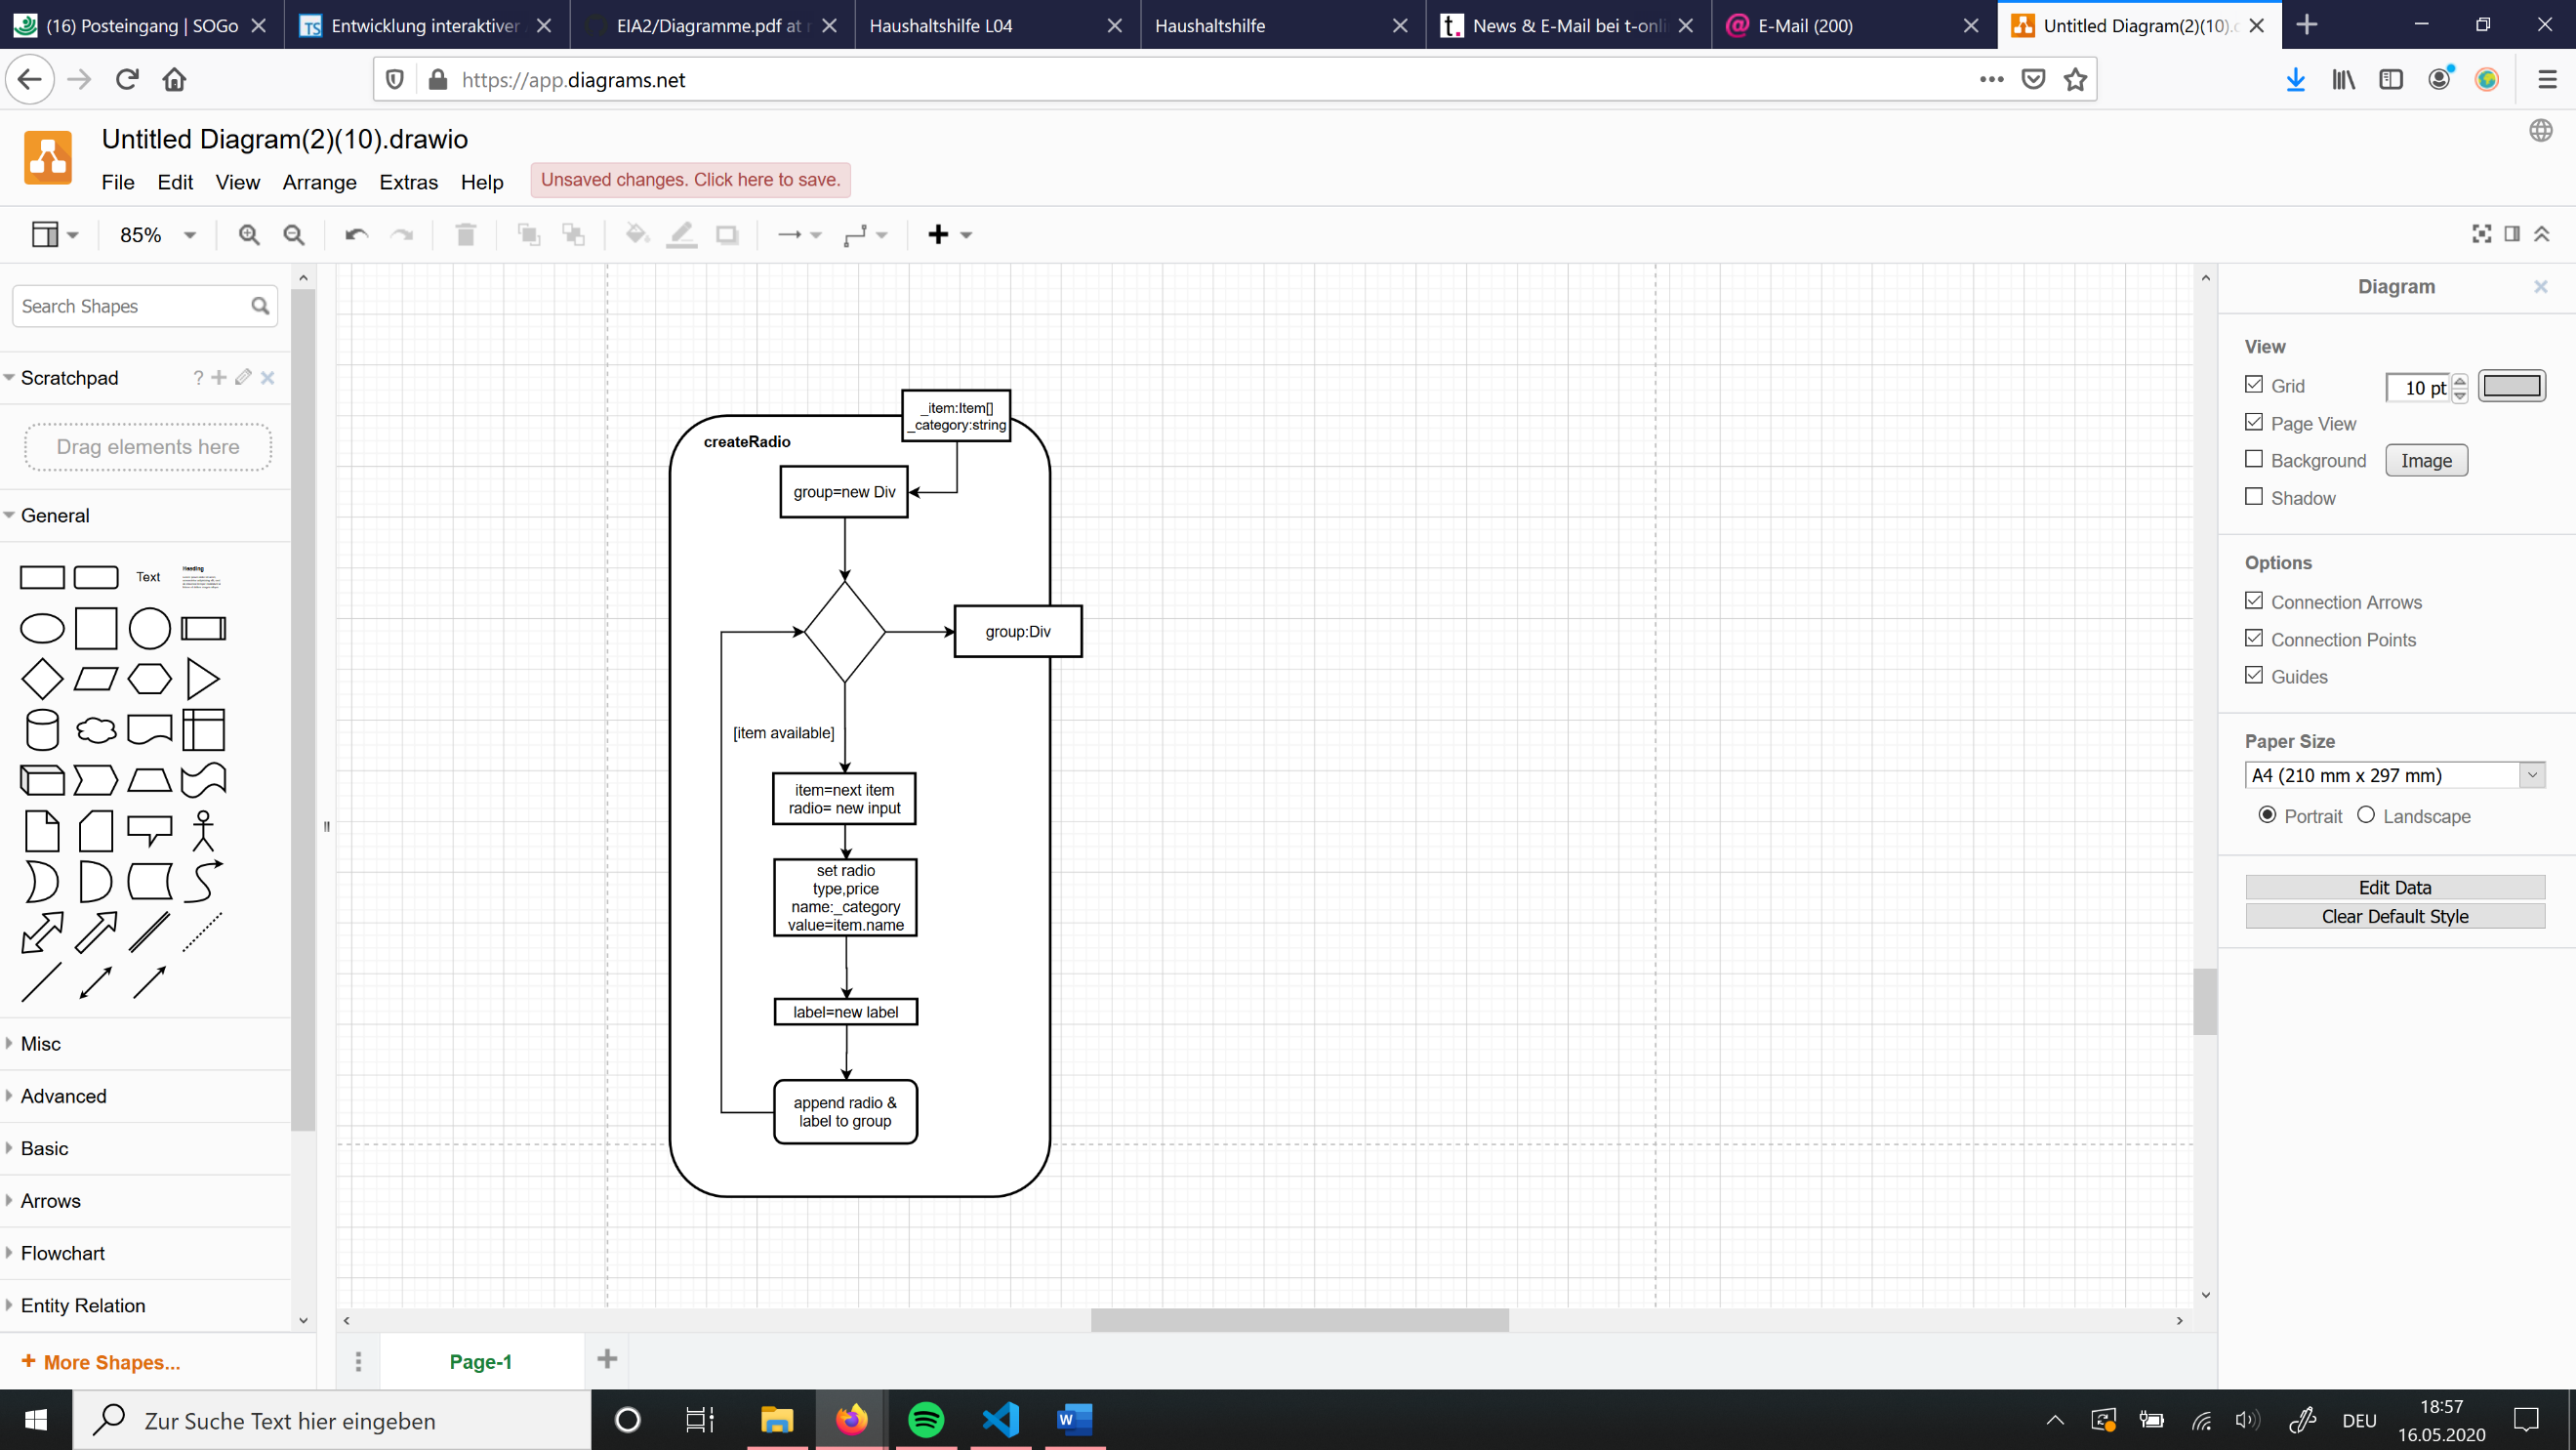 (16) Posteingang | SOGo
Entwicklung interaktiver
EIA2/Diagramme.pdf at
Haushaltshilfe L04
Haushaltshilfe
News & E-Mail bei t-onli
E-Mail (200)
Untitled Diagram(2)(10).
https://app.diagrams.net
Untitled Diagram(2)(10).drawio
File Edit View Arrange Extras Help
Unsaved changes. Click here to save.
85%
Search Shapes
Scratchpad
?
Drag elements here
General
Text
Heading
Misc
Advanced
Basic
Arrows
Flowchart
Entity Relation
+ More Shapes...
_item:Item[]
_category:string
createRadio
group=new Div
group:Div
[item available]
item=next item
radio= new input
set radio
type,price
name:_category
value=item.name
label=new label
append radio &
label to group
Page-1
Diagram
View
Grid
10 pt
Page View
Background
Image
Shadow
Options
Connection Arrows
Connection Points
Guides
Paper Size
A4 (210 mm x 297 mm)
Portrait
Landscape
Edit Data
Clear Default Style
Zur Suche Text hier eingeben
DEU
18:57
16.05.2020